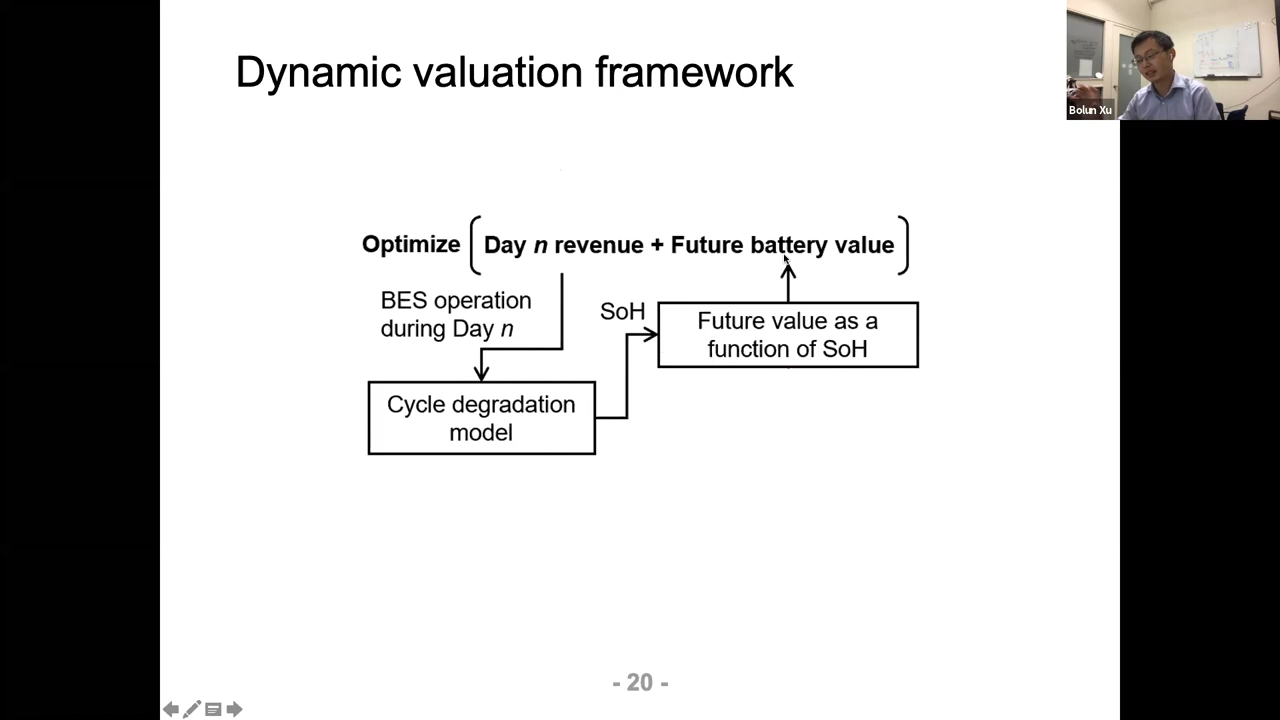 Dynamic valuation framework
Bolun Xu
Optimize Day n revenue + Future battery value
BES operation
during Day n
SoH
Future value as a
function of SoH
Cycle degradation
model
- 20 -